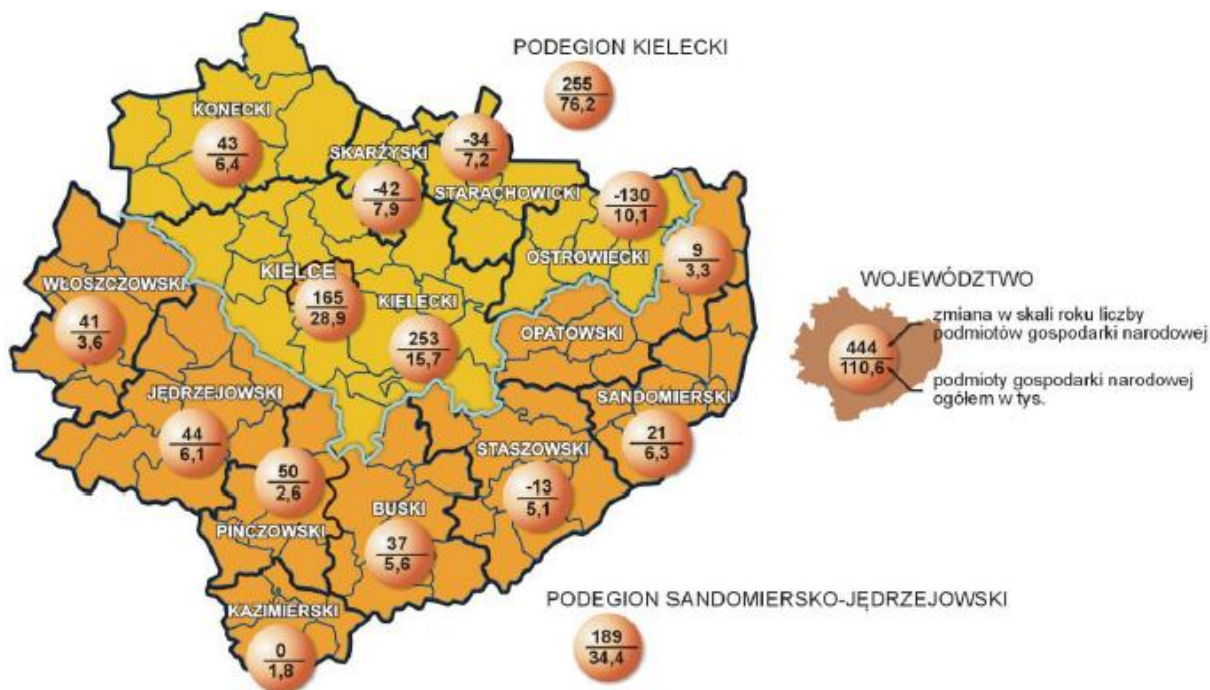 PODEGION KIELECKI
255
76,2
KONECKI
43
6,4
SKARŻYSKI
-42
7,9
-34
7,2
STARACHOWICKI
-130
10,1
OSTROWIECKI
9
3,3
OPATOWSKI
WŁOSZCZOWSKI
41
3,6
KIELCE
165
28,9
KIELECKI
253
15,7
JĘDRZEJOWSKI
44
6,1
50
2,6
PIŃCZOWSKI
BUSKI
37
5,6
STASZOWSKI
-13
5,1
SANDOMIERSKI
21
6,3
KAZIMIERSKI
0
1,8
WOJEWÓDZTWO
444
110,6
zmiana w skali roku liczby
podmiotów gospodarki narodowej
podmioty gospodarki narodowej
ogółem w tys.
PODEGION SANDOMIERSKO-JĘDRZEJOWSKI
189
34,4